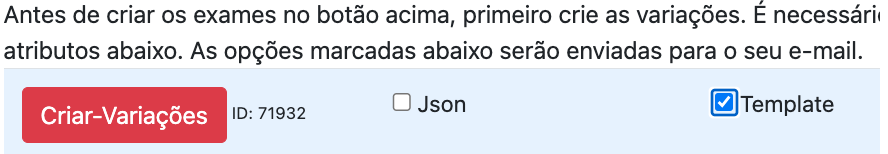 Antes de criar os exames no botão acima, primeiro crie as variações. É necessári
atributos abaixo. As opções marcadas abaixo serão enviadas para o seu e-mail.
Criar-Variações ID: 71932 Json Template